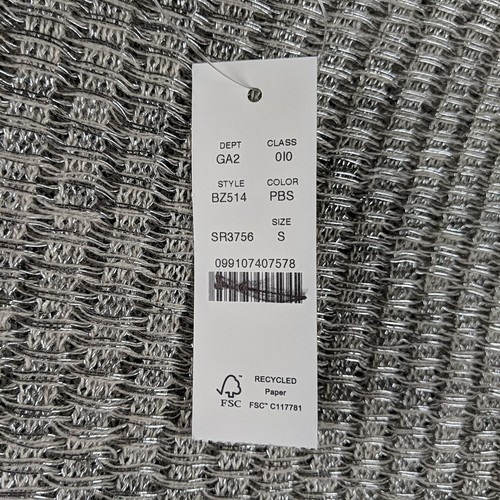 DEPT CLASS
GA2 0I0
STYLE COLOR
BZ514 PBS
SIZE
SR3756 S
099107407578
RECYCLED
Paper
FSC FSC™ C117781